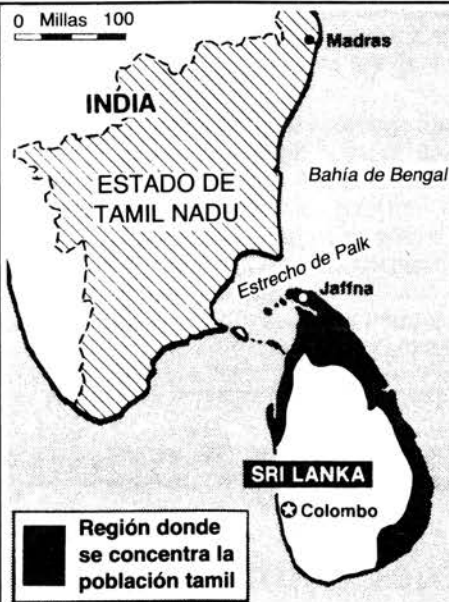 0 Millas 100
Madras
INDIA
ESTADO DE
TAMIL NADU
Bahía de Bengal
Estrecho de Palk
Jaffna
SRI LANKA
Colombo
Región donde
se concentra la
población tamil